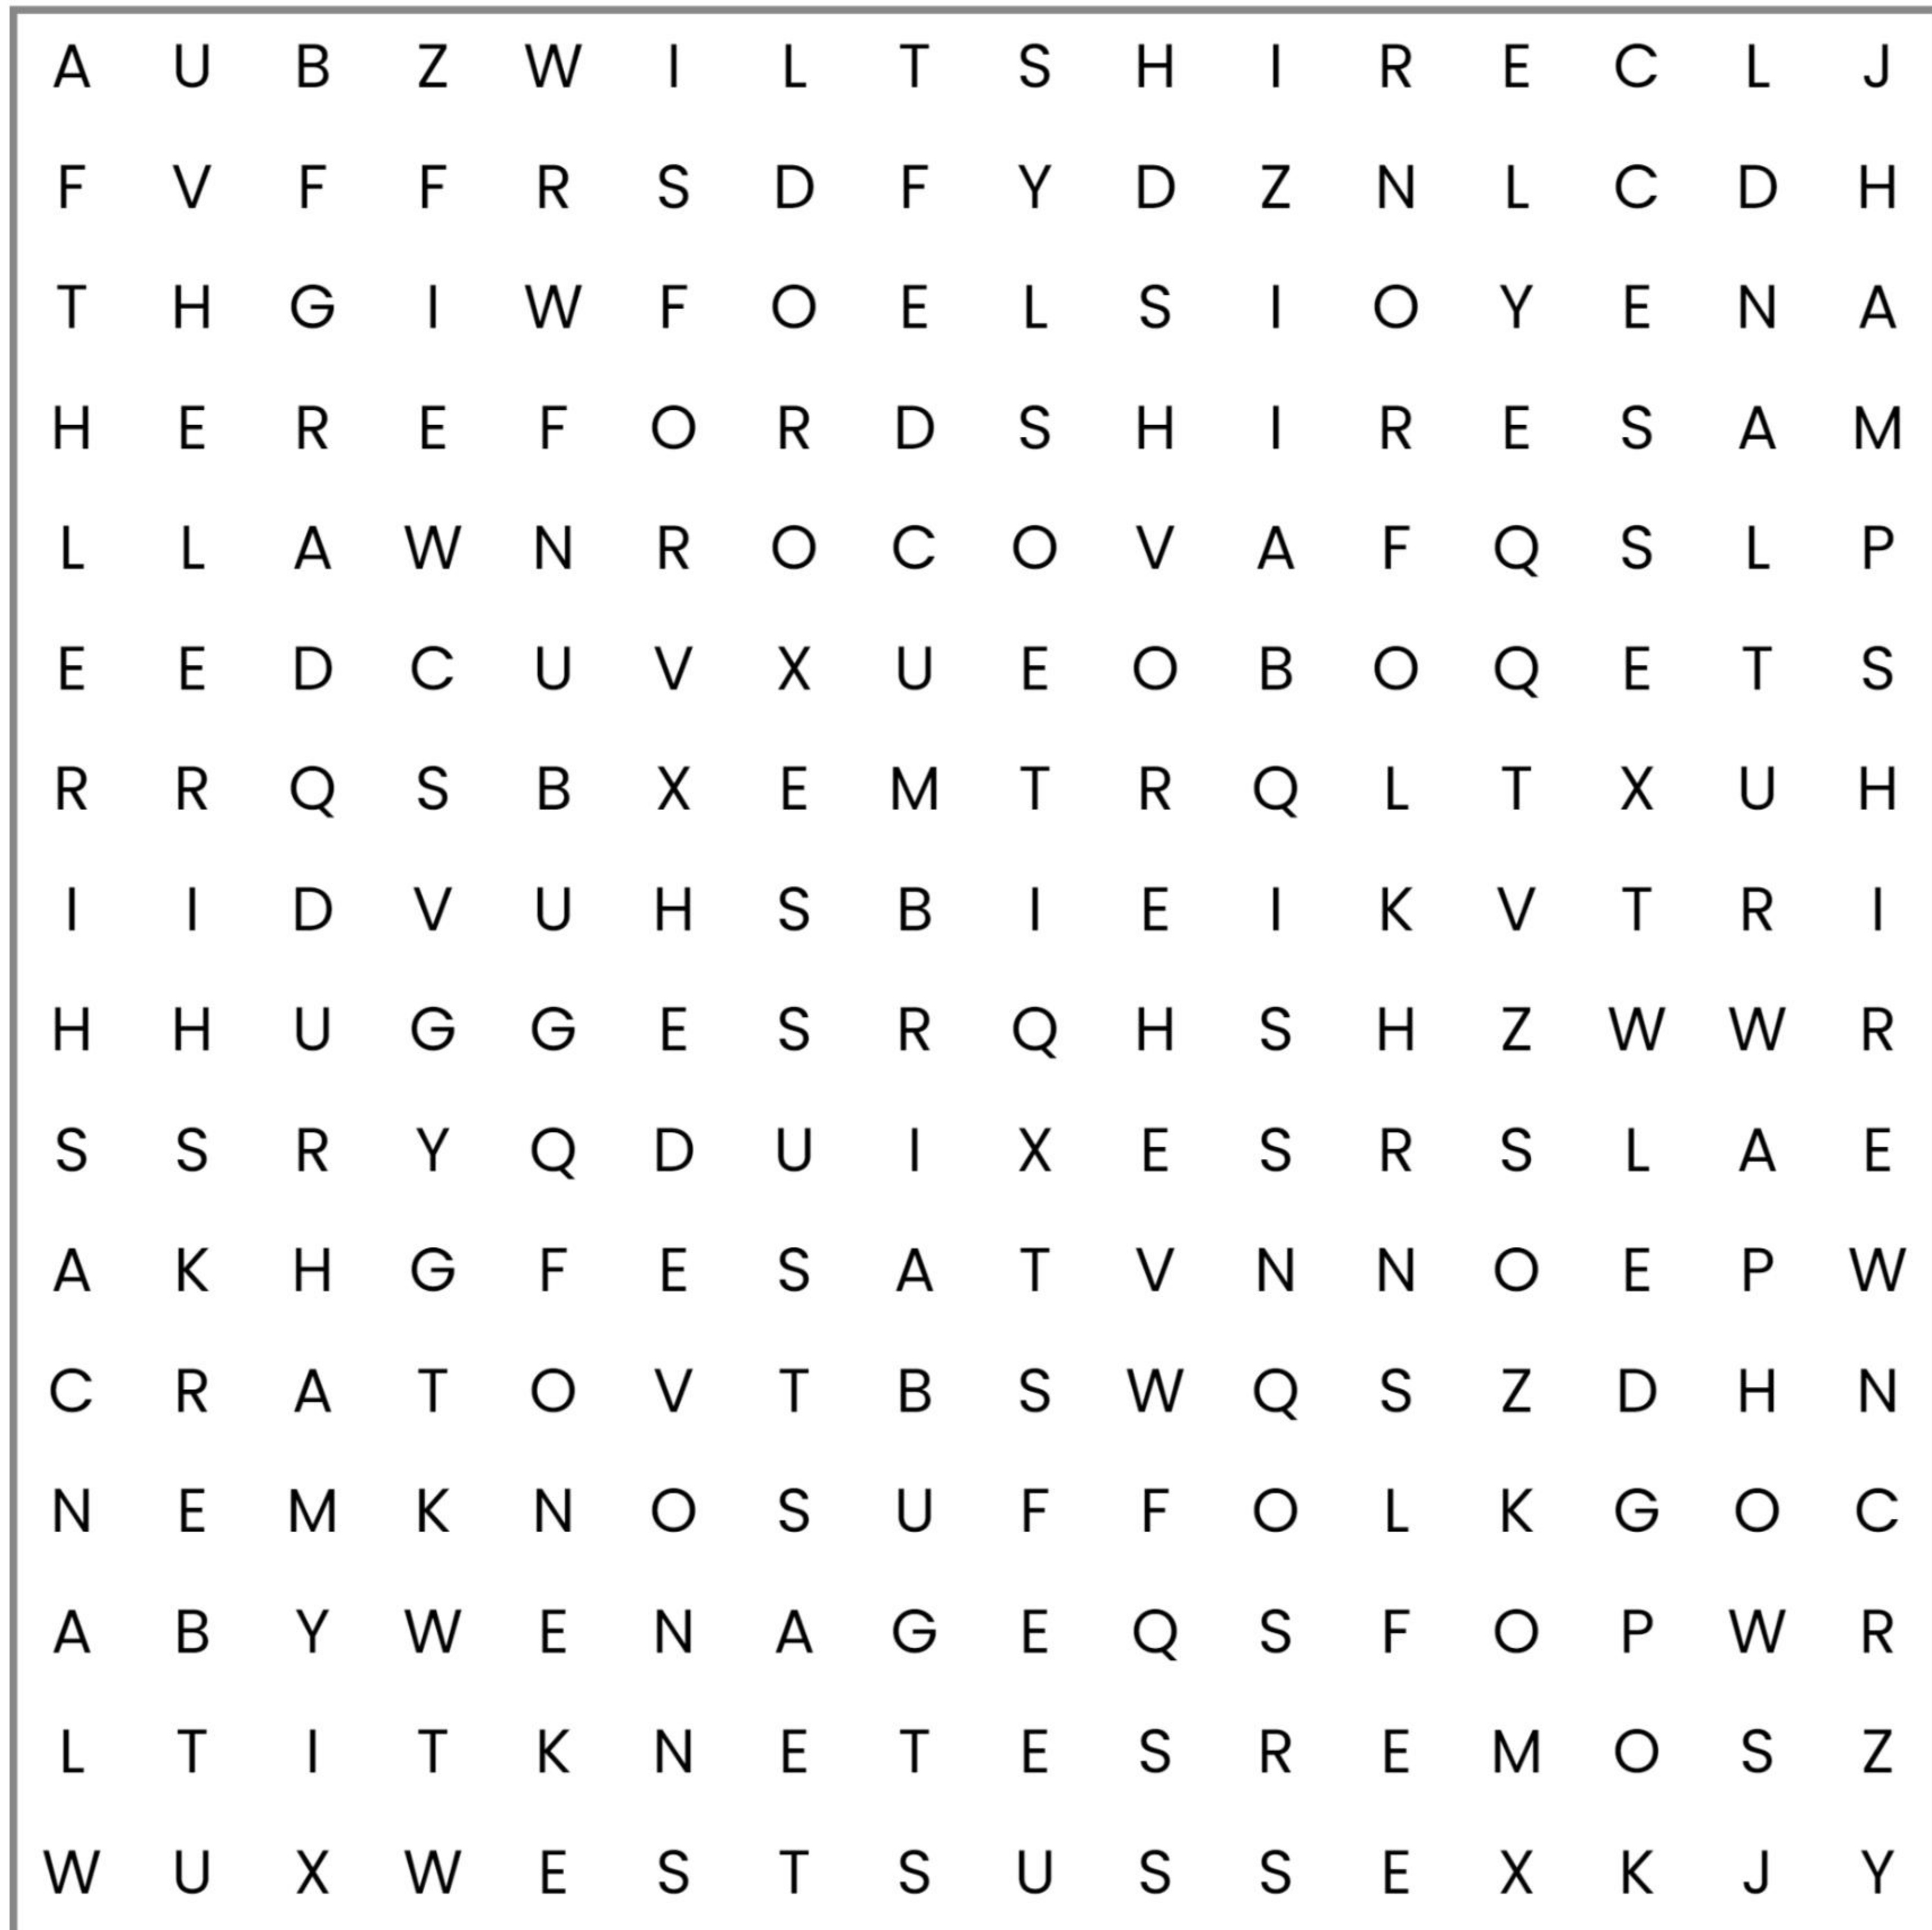 A U B Z W I L T S H I R E C L J
F V F F R S D F Y D Z N L C D H
T H G I W F O E L S I O Y E N A
H E R E F O R D S H I R E S A M
L L A W N R O C O V A F Q S L P
E E D C U V X U E O B O Q E T S
R R Q S B X E M T R Q L T X U H
I I D V U H S B I E I K V T R I
H H U G G E S R Q H S H Z W W R
S S R Y Q D U I X E S R S L A E
A K H G F E S A T V N N O E P W
C R A T O V T B S W Q S Z D H N
N E M K N O S U F F O L K G O C
A B Y W E N A G E Q S F O P W R
L T I T K N E T E S R E M O S Z
W U X W E S T S U S S E X K J Y